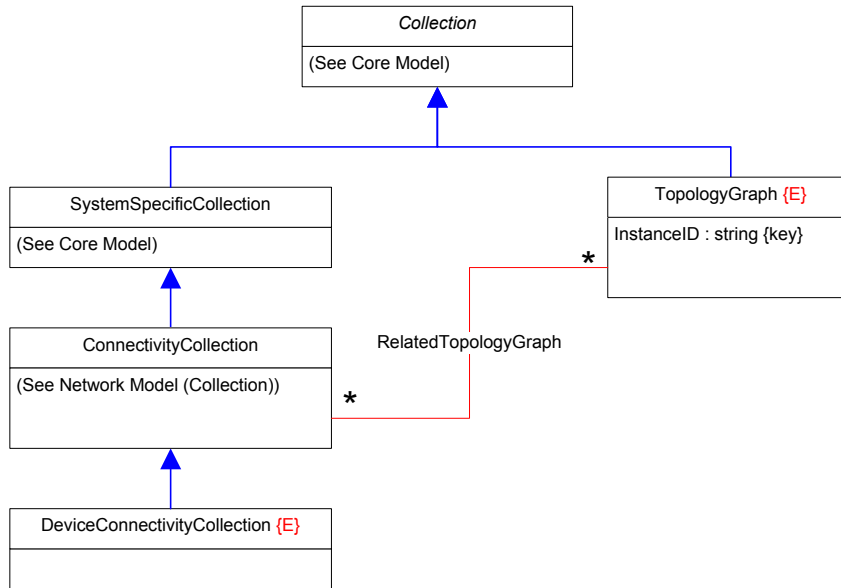 Collection
(See Core Model)
SystemSpecificCollection
(See Core Model)
TopologyGraph {E}
InstanceID : string {key}
*
RelatedTopologyGraph
ConnectivityCollection
(See Network Model (Collection))
*
DeviceConnectivityCollection {E}